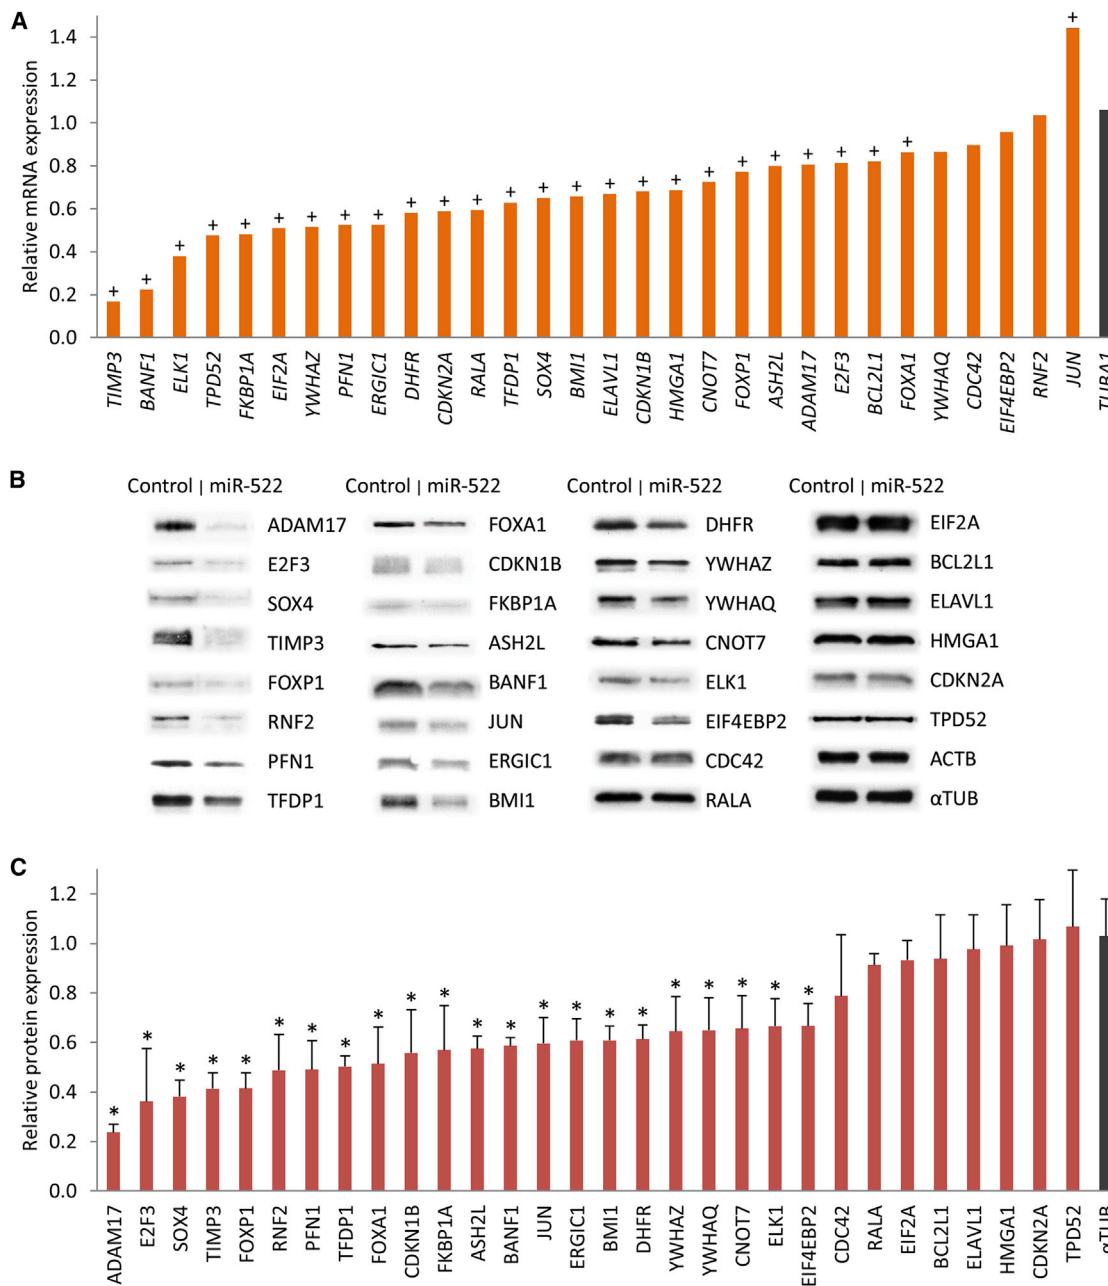 A
Relative mRNA expression
1.4
1.2
1.0
0.8
0.6
0.4
0.2
0.0
+ + + + + + + + + + + + + + + + + + + + + + + + + +
TIMP3 BANF1 ELK1 TPD52 FKBP1A EIF2A YWHAZ PFN1 ERGIC1 DHFR CDKN2A RALA TFDP1 SOX4 BMI1 ELAVL1 CDKN1B HMGA1 CNOT7 FOXP1 ASH2L ADAM17 E2F3 BCL2L1 FOXA1 YWHAQ CDC42 EIF4EBP2 RNF2 JUN TUBA1
B
Control | miR-522 Control | miR-522 Control | miR-522 Control | miR-522
ADAM17 FOXA1 DHFR EIF2A
E2F3 CDKN1B YWHAZ BCL2L1
SOX4 FKBP1A YWHAQ ELAVL1
TIMP3 ASH2L CNOT7 HMGA1
FOXP1 BANF1 ELK1 CDKN2A
RNF2 JUN EIF4EBP2 TPD52
PFN1 ERGIC1 CDC42 ACTB
TFDP1 BMI1 RALA αTUB
C
Relative protein expression
1.2
1.0
0.8
0.6
0.4
0.2
0.0
* * * * * * * * * * * * * * * * * * * * * *
ADAM17 E2F3 SOX4 TIMP3 FOXP1 RNF2 PFN1 TFDP1 FOXA1 CDKN1B FKBP1A ASH2L BANF1 JUN ERGIC1 BMI1 DHFR YWHAZ YWHAQ CNOT7 ELK1 EIF4EBP2 CDC42 RALA EIF2A BCL2L1 ELAVL1 HMGA1 CDKN2A TPD52 αTUB